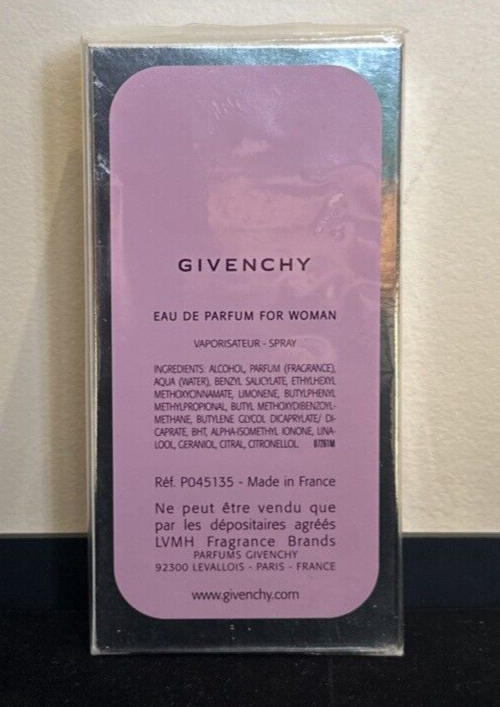 GIVENCHY
EAU DE PARFUM FOR WOMAN
VAPORISATEUR - SPRAY
INGREDIENTS: ALCOHOL, PARFUM (FRAGRANCE),
AQUA (WATER), BENZYL SALICYLATE, ETHYLHEXYL
METHOXYCINNAMATE, LIMONENE, BUTYLPHENYL
METHYLPROPIONAL, BUTYL METHOXYDIBENZOYL-
METHANE, BUTYLENE GLYCOL DICAPRYLATE/ DI-
CAPRATE, BHT, ALPHA-ISOMETHYL IONONE, LINA-
LOOL, GERANIOL, CITRAL, CITRONELLOL. 07261M
Réf. P045135 - Made in France
Ne peut être vendu que
par les dépositaires agréés
LVMH Fragrance Brands
PARFUMS GIVENCHY
92300 LEVALLOIS - PARIS - FRANCE
www.givenchy.com